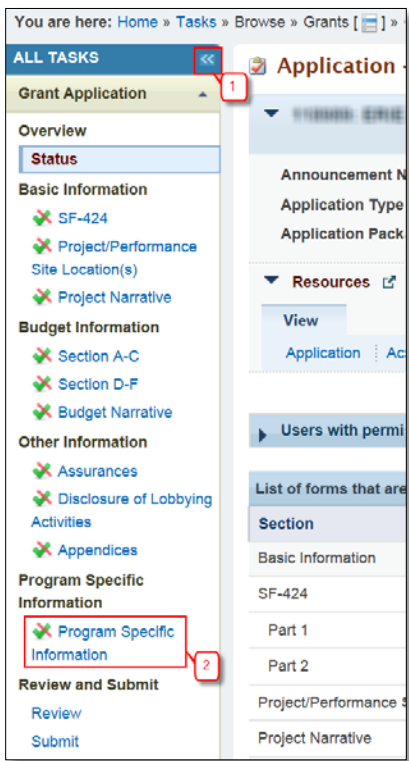 You are here: Home » Tasks » Browse » Grants [ ] »
ALL TASKS «
1
Grant Application
Overview
Status
Basic Information
SF-424
Project/Performance
Site Location(s)
Project Narrative
Budget Information
Section A-C
Section D-F
Budget Narrative
Other Information
Assurances
Disclosure of Lobbying
Activities
Appendices
Program Specific
Information
Program Specific
Information
2
Review and Submit
Review
Submit
Application -
Announcement N
Application Type
Application Pack
Resources
View
Application Ac
Users with permi
List of forms that are
Section
Basic Information
SF-424
Part 1
Part 2
Project/Performance S
Project Narrative